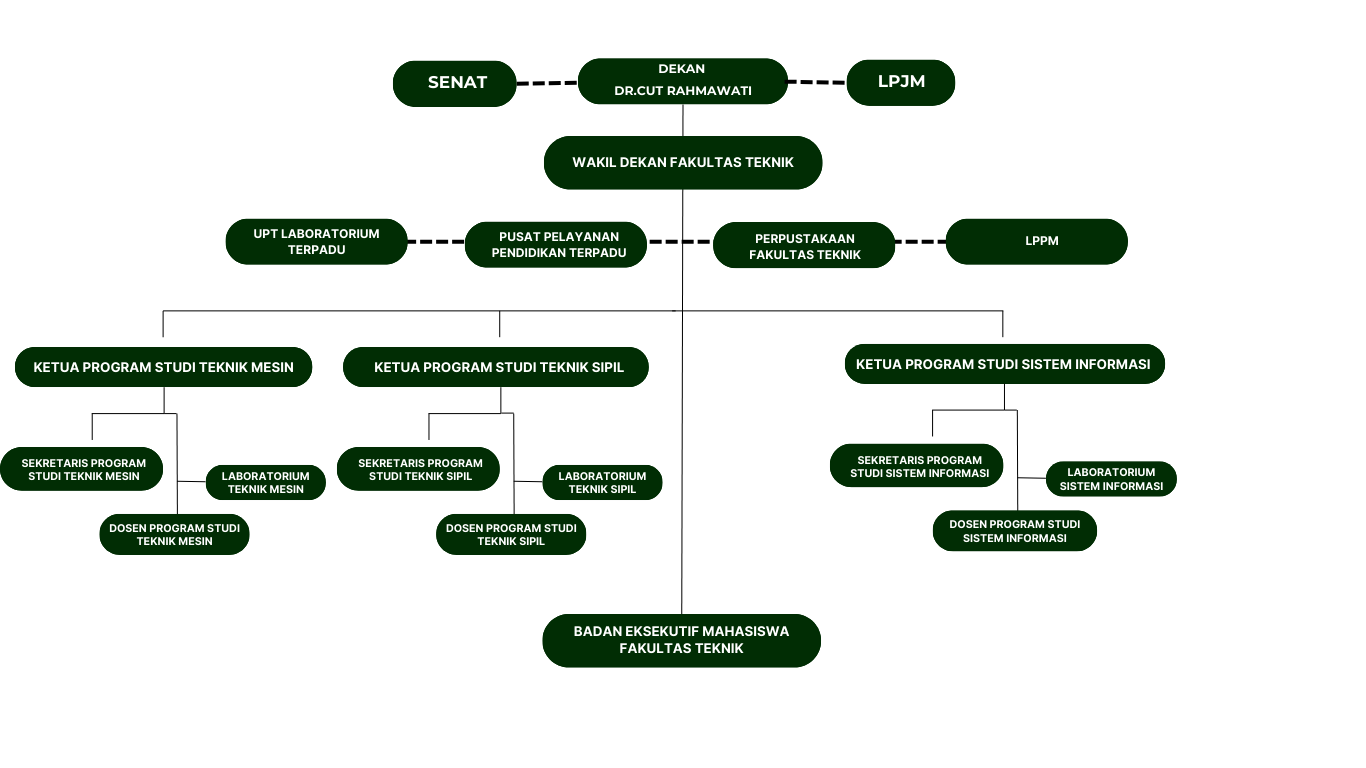 SENAT
DEKAN
DR.CUT RAHMAWATI
LPJM
WAKIL DEKAN FAKULTAS TEKNIK
UPT LABORATORIUM
TERPADU
PUSAT PELAYANAN
PENDIDIKAN TERPADU
PERPUSTAKAAN
FAKULTAS TEKNIK
LPPM
KETUA PROGRAM STUDI TEKNIK MESIN
KETUA PROGRAM STUDI TEKNIK SIPIL
KETUA PROGRAM STUDI SISTEM INFORMASI
SEKRETARIS PROGRAM
STUDI TEKNIK MESIN
LABORATORIUM
TEKNIK MESIN
DOSEN PROGRAM STUDI
TEKNIK MESIN
SEKRETARIS PROGRAM
STUDI TEKNIK SIPIL
LABORATORIUM
TEKNIK SIPIL
DOSEN PROGRAM STUDI
TEKNIK SIPIL
SEKRETARIS PROGRAM
STUDI SISTEM INFORMASI
LABORATORIUM
SISTEM INFORMASI
DOSEN PROGRAM STUDI
SISTEM INFORMASI
BADAN EKSEKUTIF MAHASISWA
FAKULTAS TEKNIK